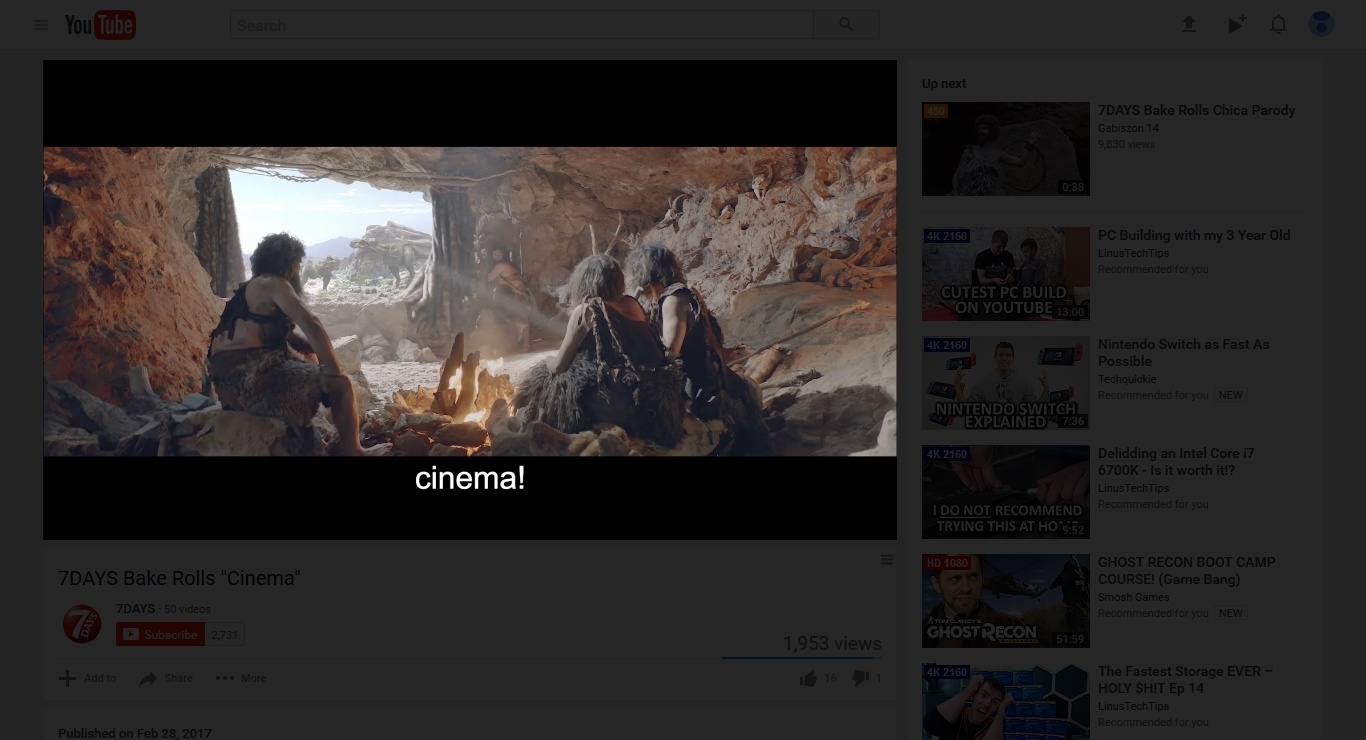 YouTube
Search
cinema!
7DAYS Bake Rolls "Cinema"
7 DAYS
7DAYS · 50 videos
Subscribe 2,731
1,953 views
Add to Share More 16 1
Published on Feb 28, 2017
Up next
480
0:38
7DAYS Bake Rolls Chica Parody
Gabiszon 14
9,830 views
4K 2160
CUTEST PC BUILD
ON YOUTUBE
13:00
PC Building with my 3 Year Old
LinusTechTips
Recommended for you
4K 2160
NINTENDO SWITCH
EXPLAINED
7:36
Nintendo Switch as Fast As
Possible
Techquickie
Recommended for you NEW
4K 2160
I DO NOT RECOMMEND
TRYING THIS AT HOME
9:52
Delidding an Intel Core i7
6700K - Is it worth it!?
LinusTechTips
Recommended for you
HD 1080
TOM CLANCY'S
GHOST RECON
51:59
GHOST RECON BOOT CAMP
COURSE! (Game Bang)
Smosh Games
Recommended for you NEW
4K 2160
The Fastest Storage EVER –
HOLY $H!T Ep 14
LinusTechTips
Recommended for you